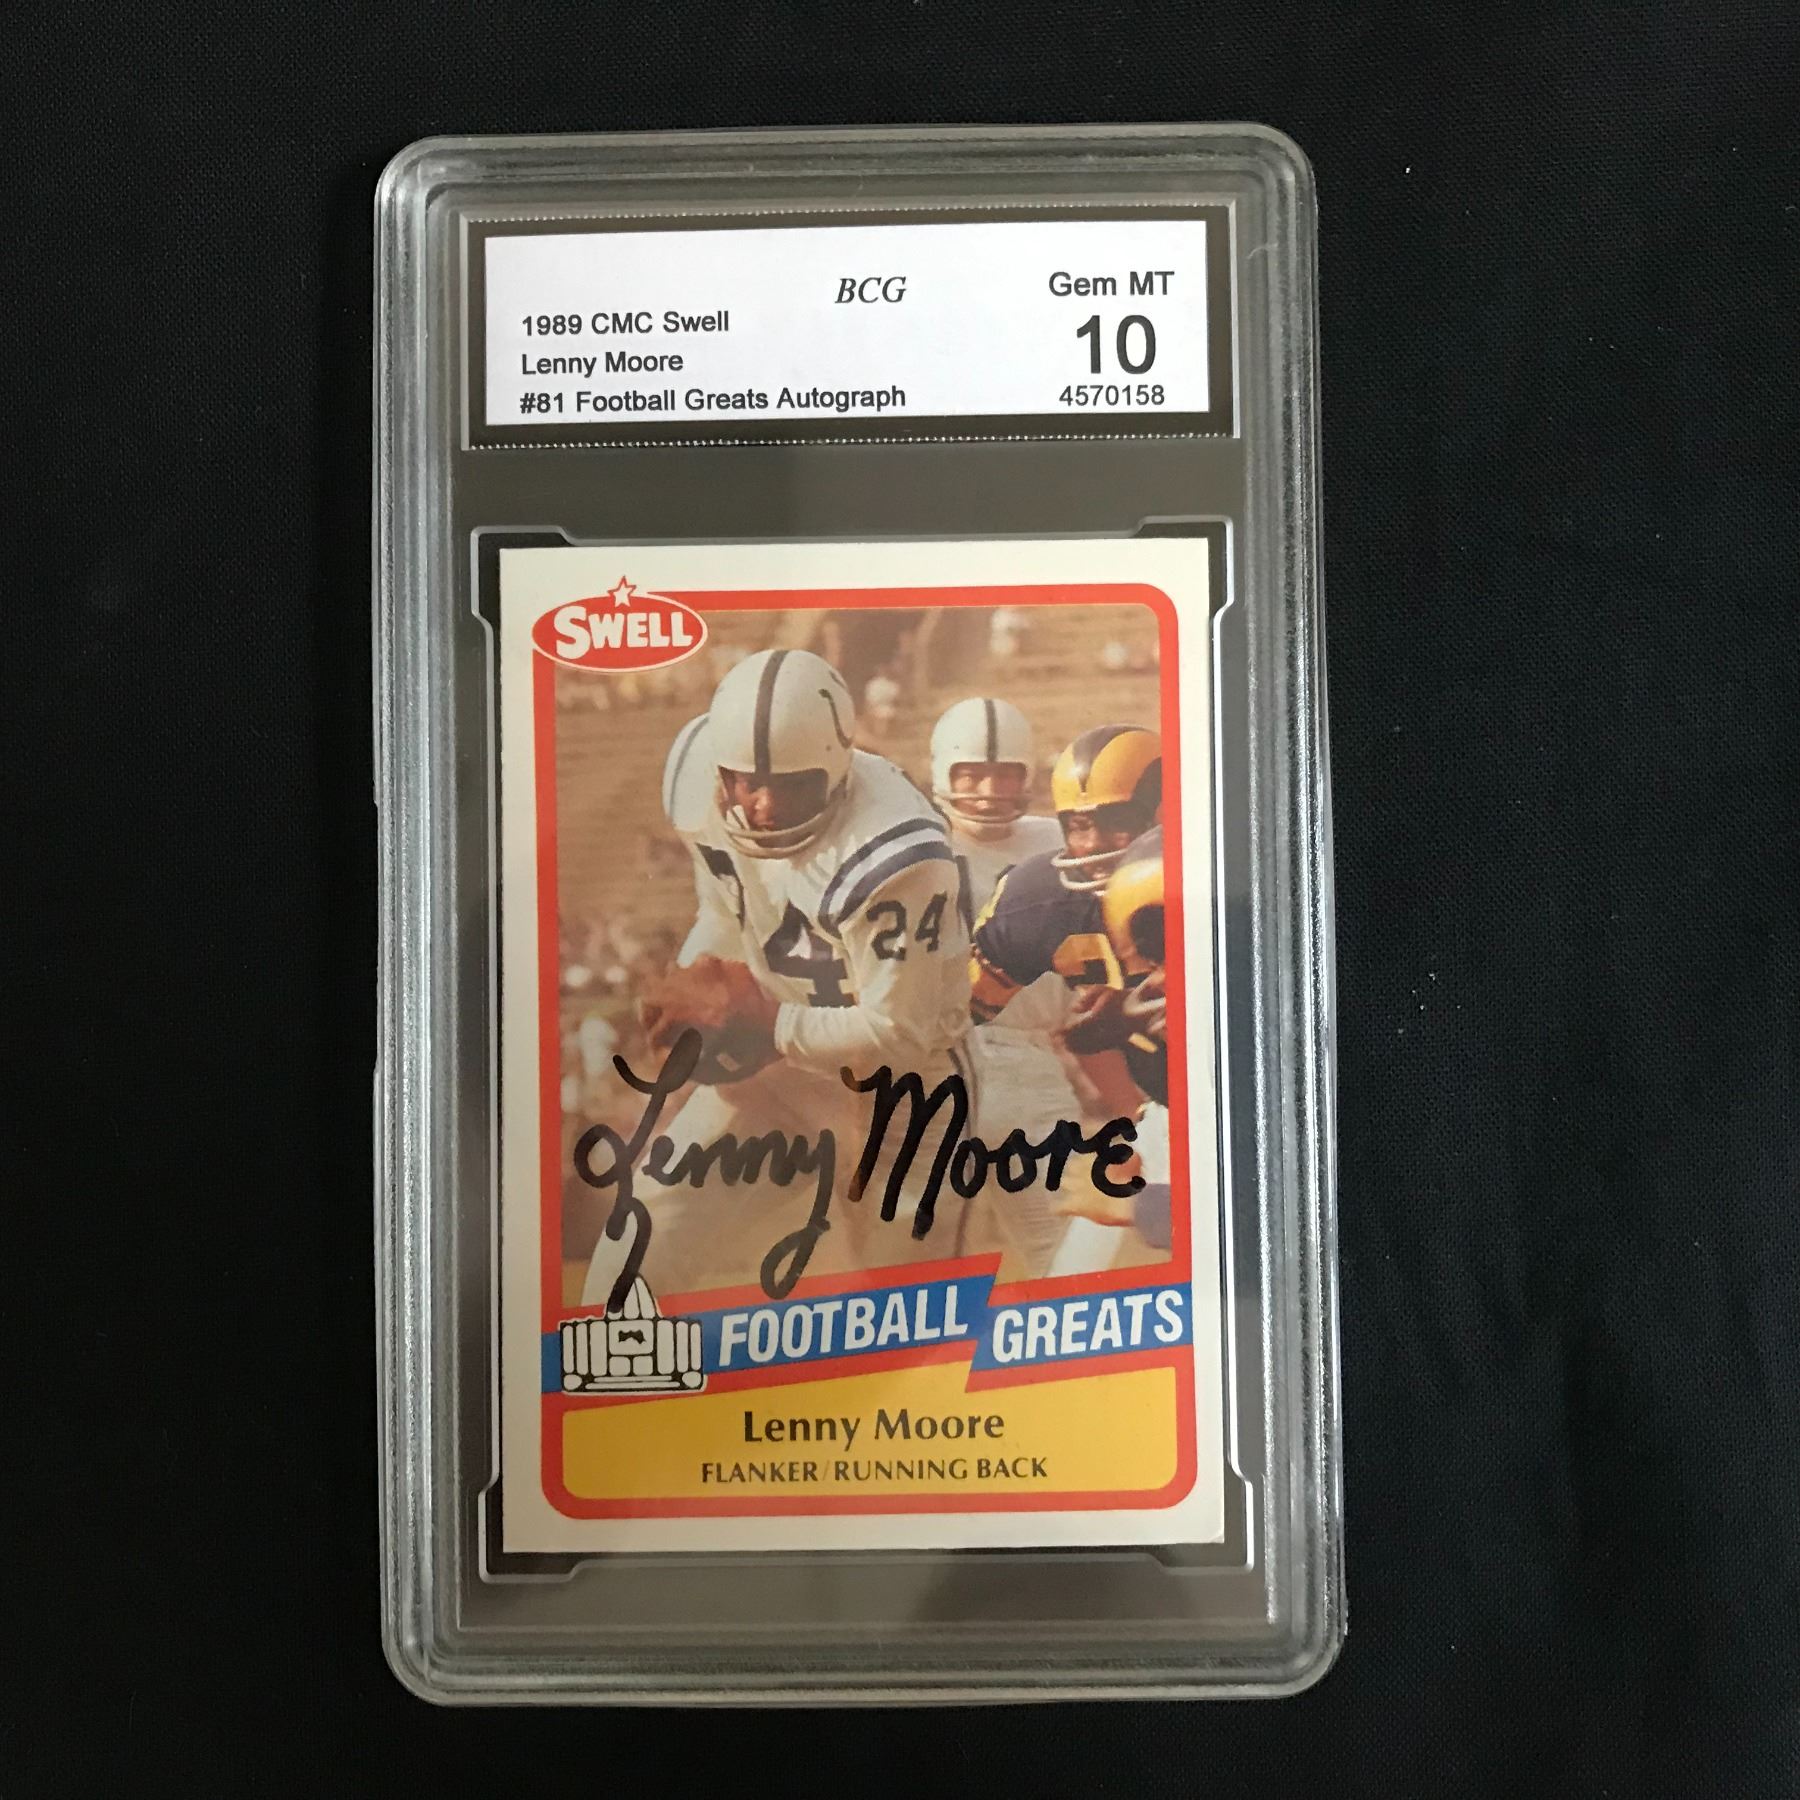 BCG
Gem MT
1989 CMC Swell
10
Lenny Moore
#81 Football Greats Autograph
4570158
SWELL
24
4
Lenny Moore
FOOTBALL GREATS
Lenny Moore
FLANKER/RUNNING BACK